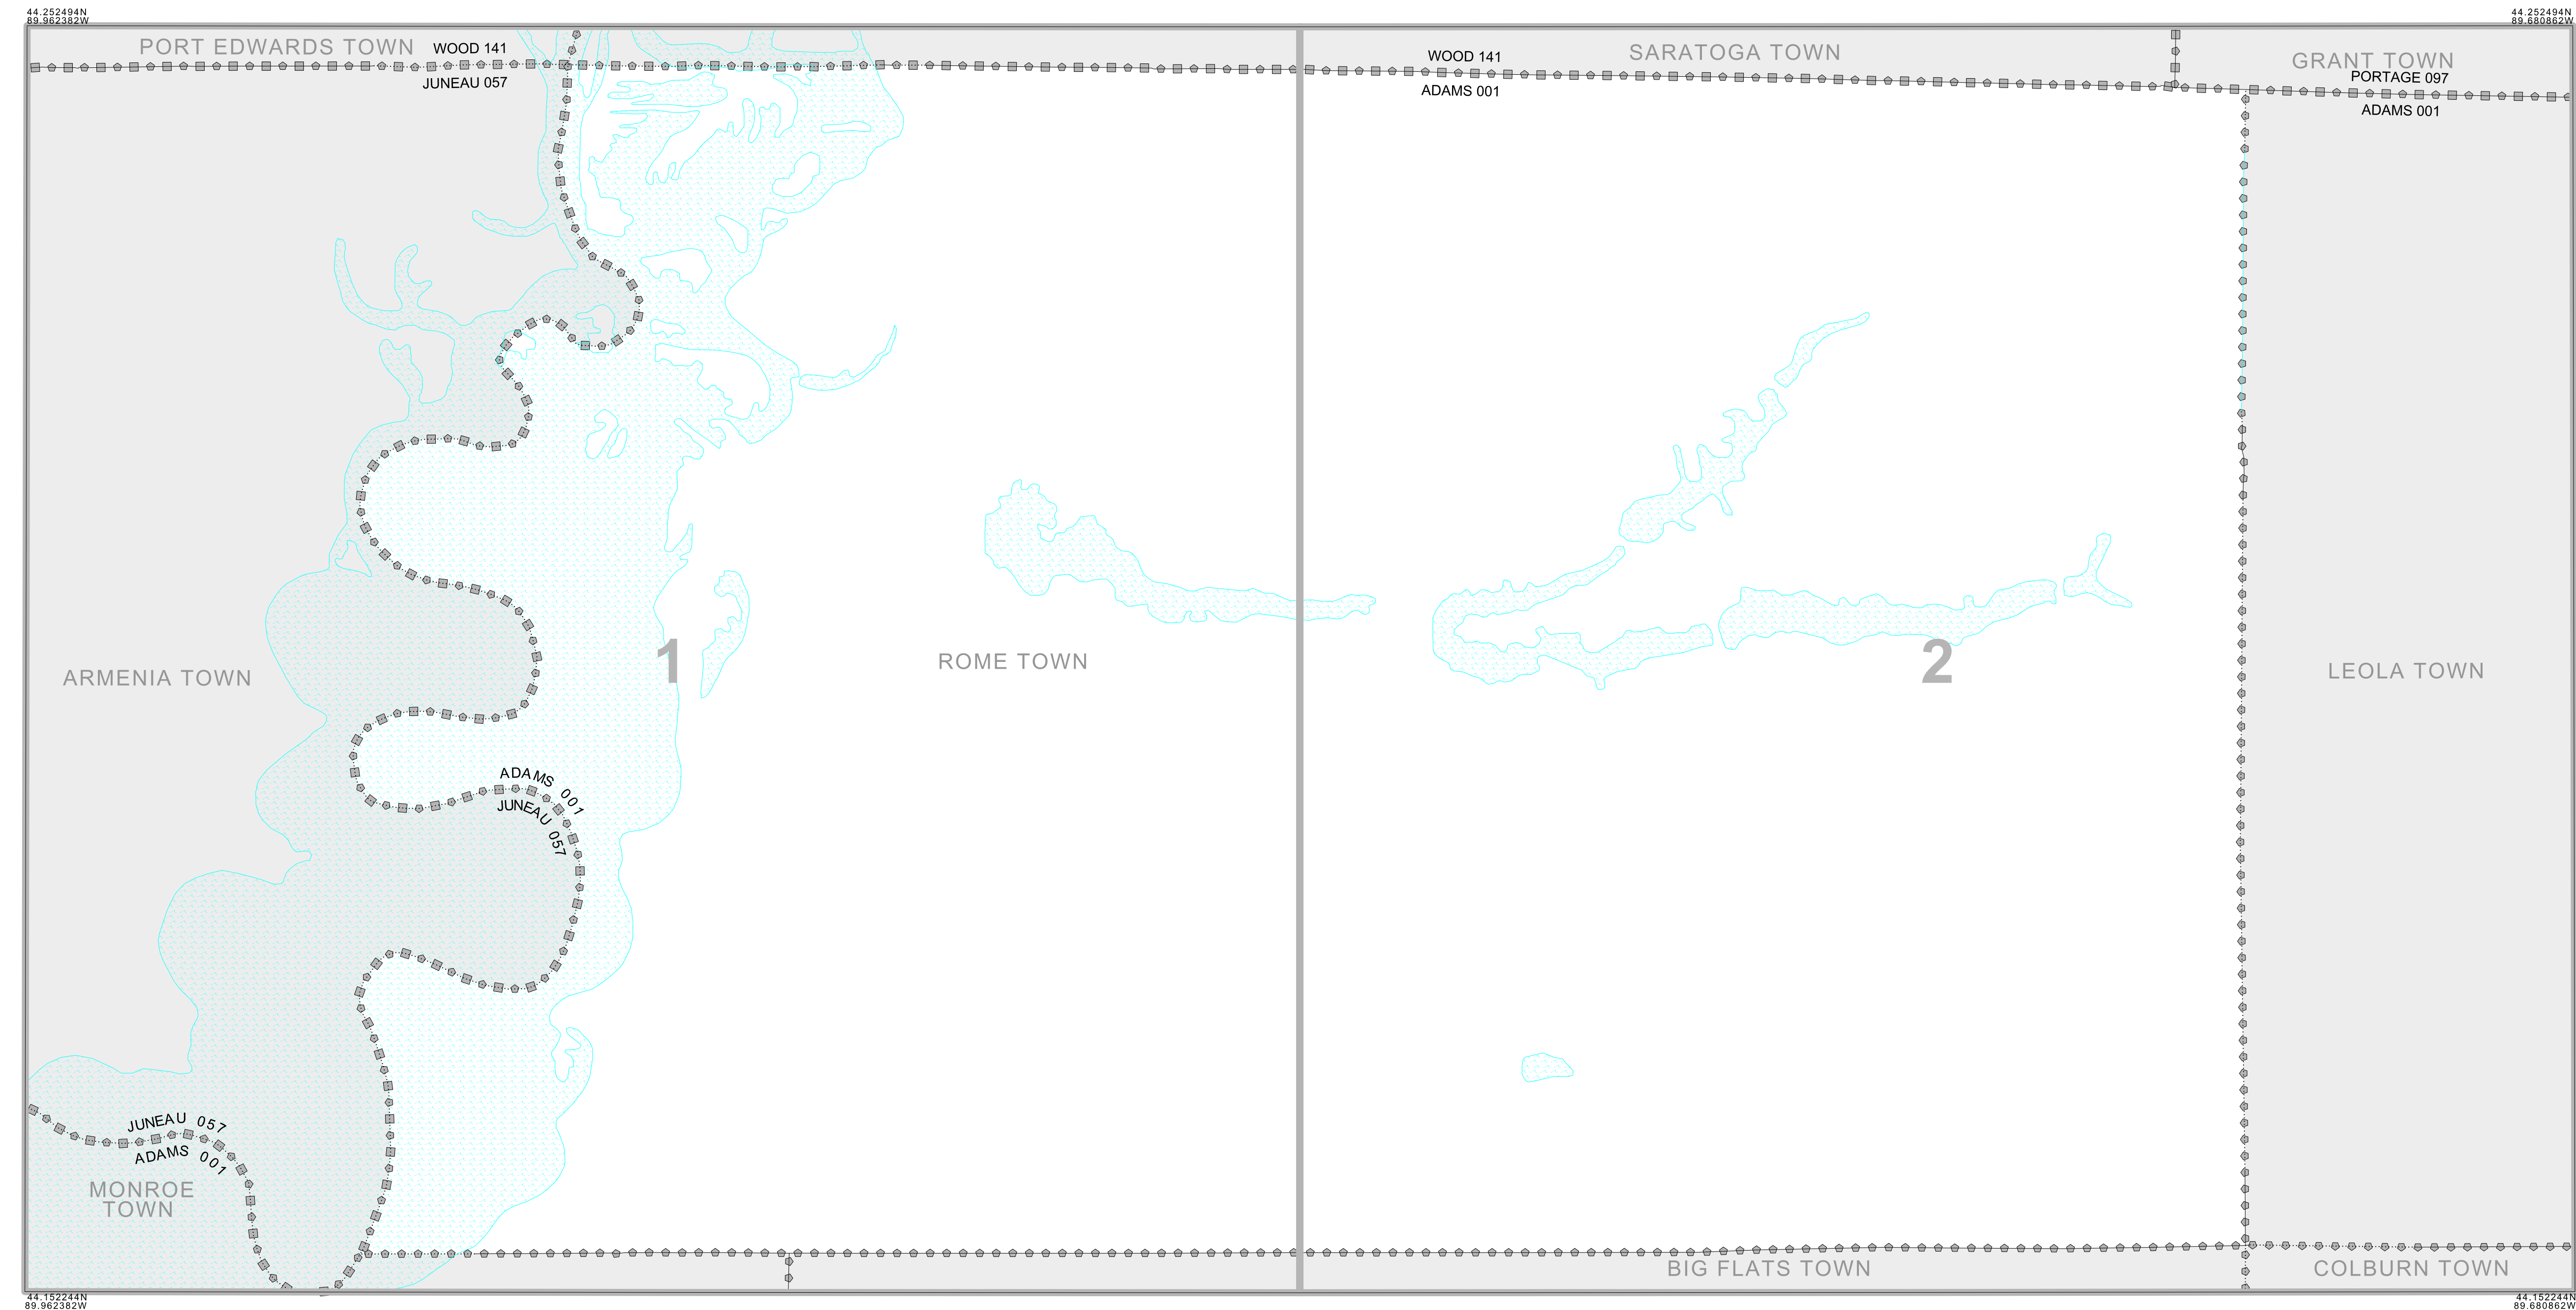 44.252494N
89.962382W
44.252494N
89.680862W
PORT EDWARDS TOWN
WOOD 141
JUNEAU 057
WOOD 141
ADAMS 001
SARATOGA TOWN
GRANT TOWN
PORTAGE 097
ADAMS 001
1
2
ARMENIA TOWN
ROME TOWN
LEOLA TOWN
ADAMS 001
JUNEAU 057
JUNEAU 057
ADAMS 001
MONROE
TOWN
BIG FLATS TOWN
COLBURN TOWN
44.152244N
89.962382W
44.152244N
89.680862W